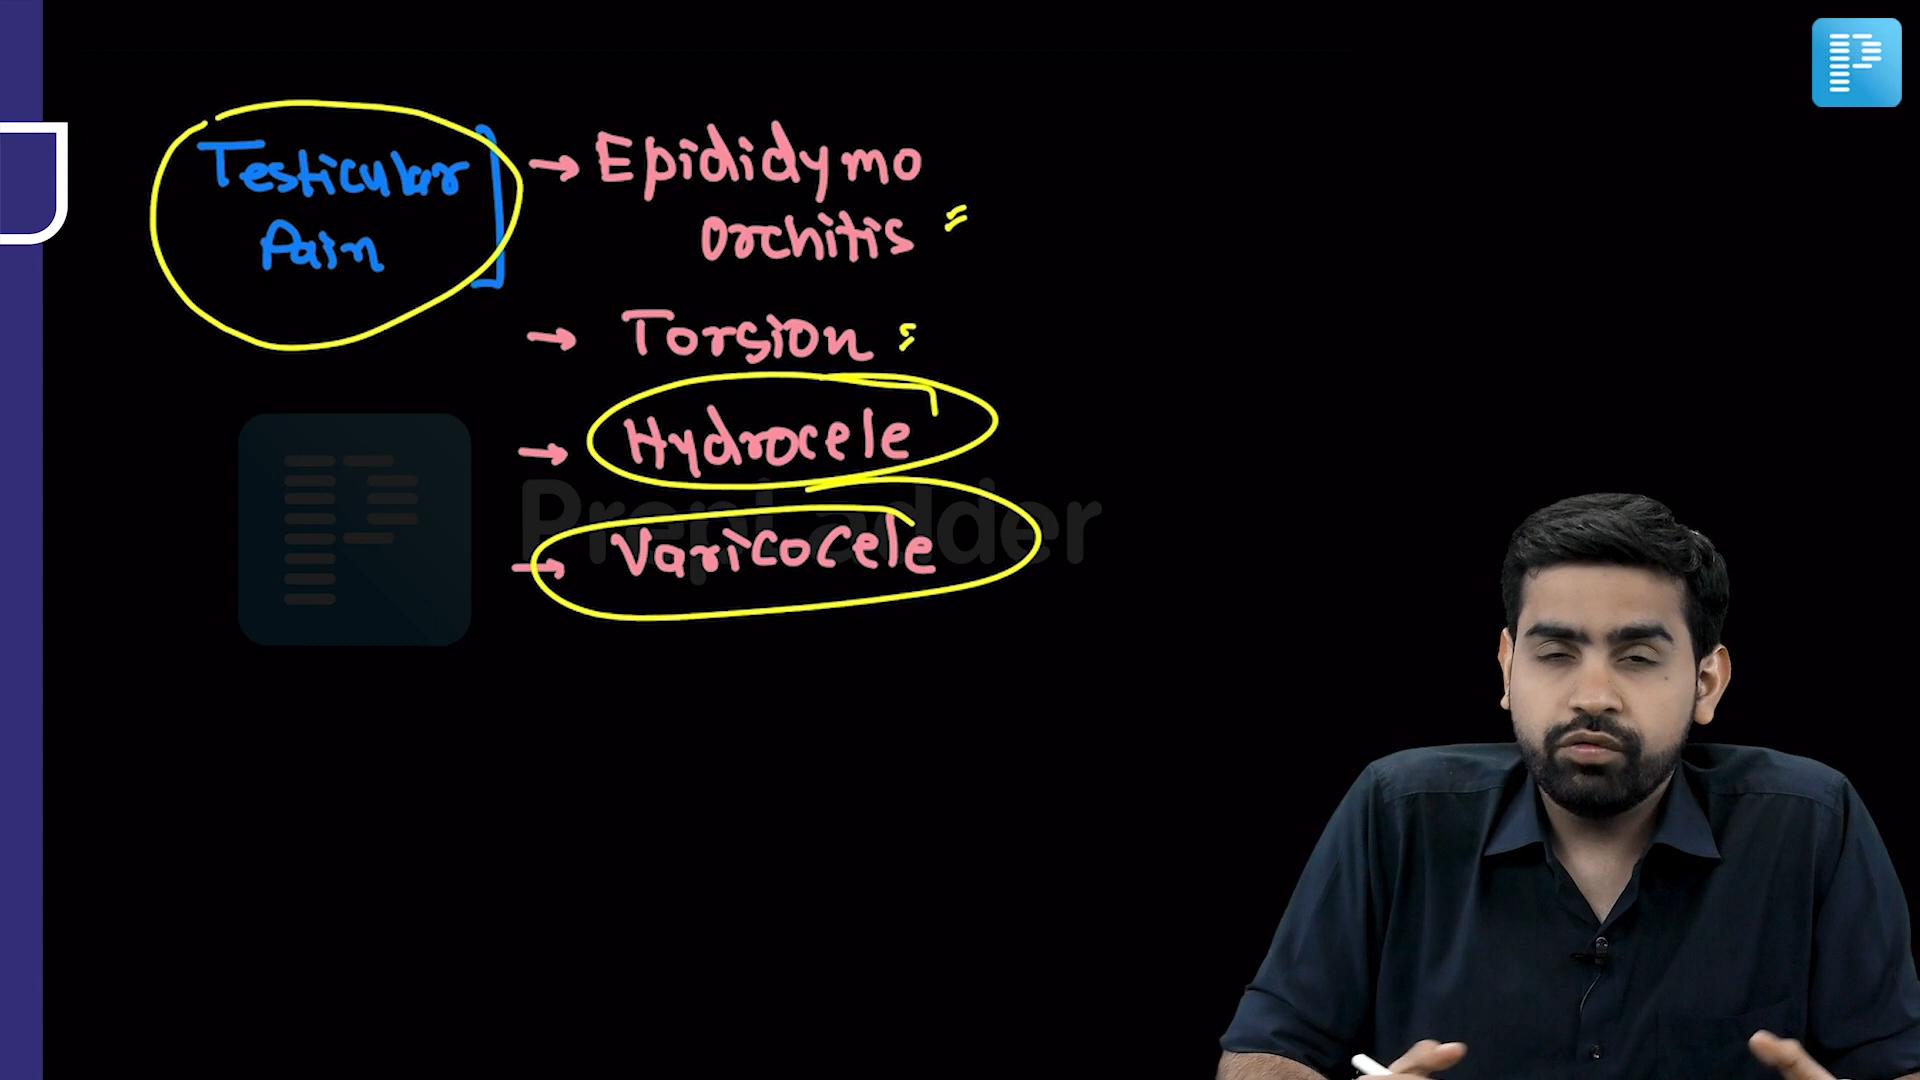 Testicular
Pain
→ Epididymo
orchitis
→ Torsion
→ Hydrocele
→ Varicocele
PrepLadder